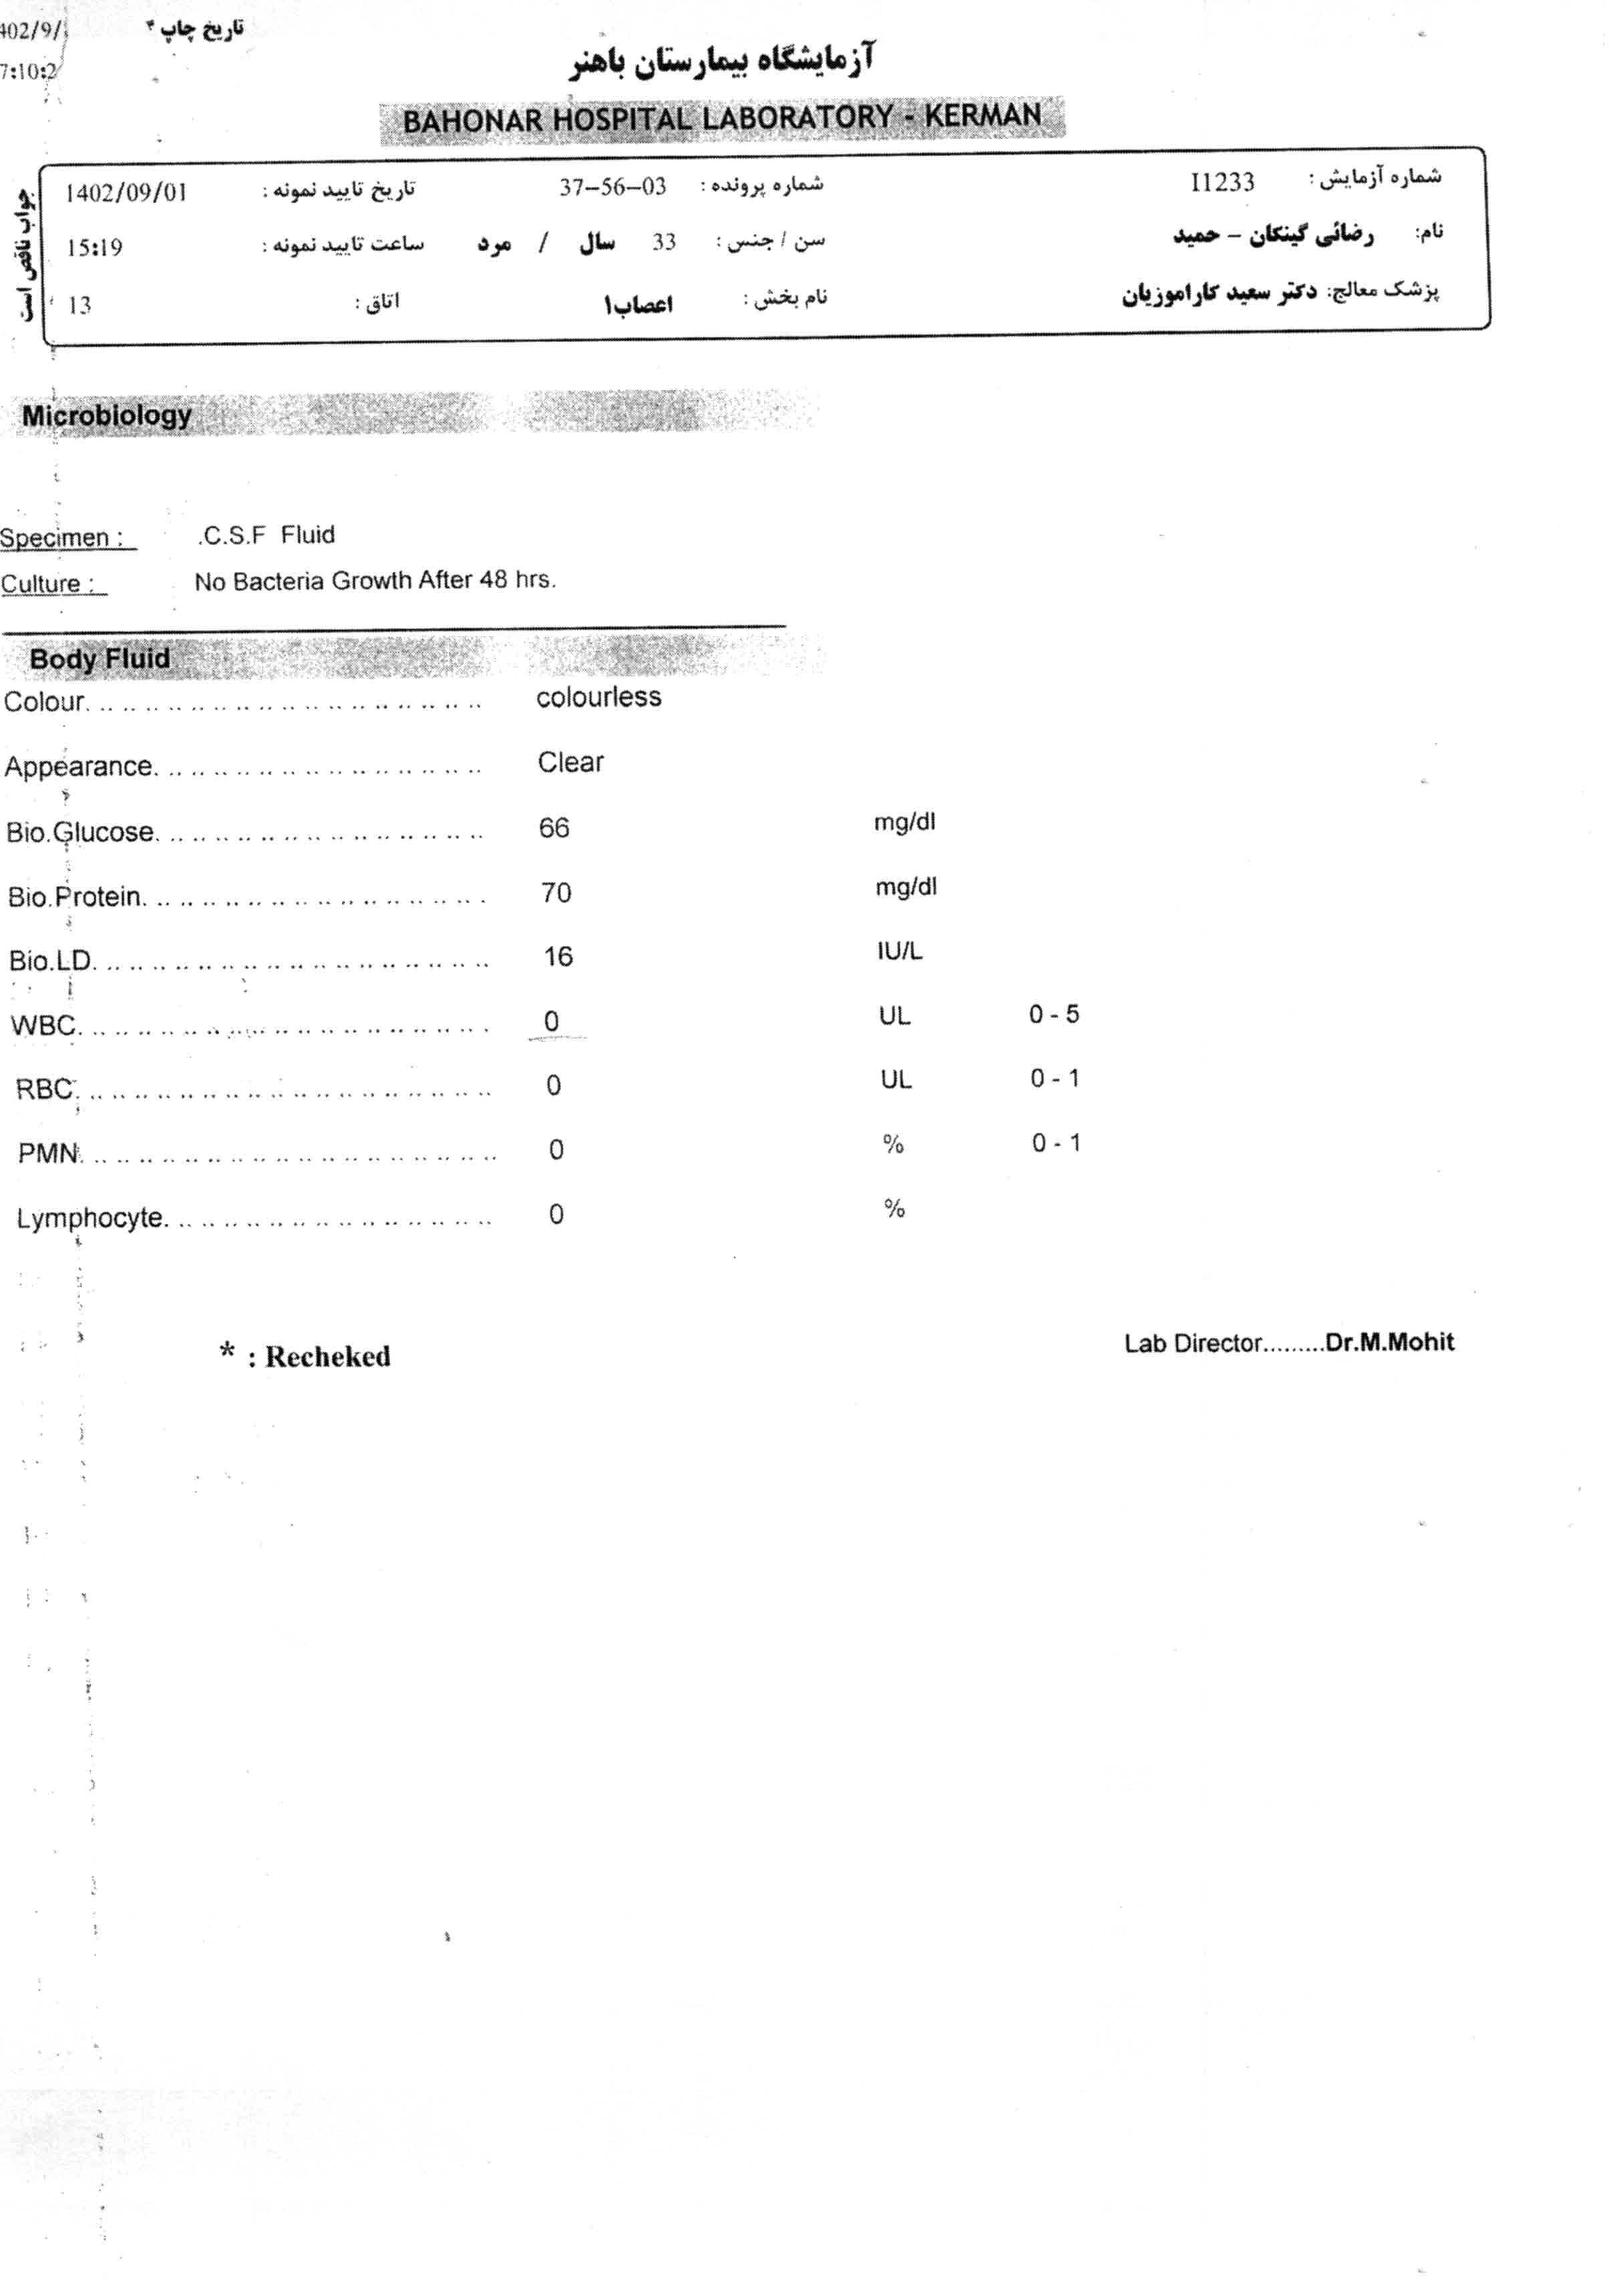 402/9/
تاریخ چاپ
7:10:2
آزمایشگاه بیمارستان باهنر
BAHONAR HOSPITAL LABORATORY - KERMAN
جواب ناقص است
شماره آزمایش : I1233 شماره پرونده : 37-56-03 تاریخ تایید نمونه : 1402/09/01
نام: رضائی گینکان - حمید سن / جنس : 33 سال / مرد ساعت تایید نمونه : 15:19
پزشک معالج: دکتر سعید کاراموزیان نام بخش : اعصاب۱ اتاق : 13
Microbiology
Specimen : .C.S.F Fluid
Culture : No Bacteria Growth After 48 hrs.
Body Fluid
Colour. .. .. .. .. .. .. .. .. .. .. .. .. .. .. .. .. .. colourless
Appearance. .. .. .. .. .. .. .. .. .. .. .. .. .. .. Clear
Bio.Glucose. .. .. .. .. .. .. .. .. .. .. .. .. .. .. 66 mg/dl
Bio.Protein. .. .. .. .. .. .. .. .. .. .. .. .. .. .. . 70 mg/dl
Bio.LD. .. .. .. .. .. .. .. .. .. .. .. .. .. .. .. .. .. 16 IU/L
WBC. .. .. .. .. .. .. .. .. .. .. .. .. .. .. .. .. .. . 0 UL 0 - 5
RBC. .. .. .. .. .. .. .. .. .. .. .. .. .. .. .. .. .. .. 0 UL 0 - 1
PMN. .. .. .. .. .. .. .. .. .. .. .. .. .. .. .. .. .. .. 0 % 0 - 1
Lymphocyte. .. .. .. .. .. .. .. .. .. .. .. .. .. .. 0 %
* : Recheked
Lab Director.........Dr.M.Mohit